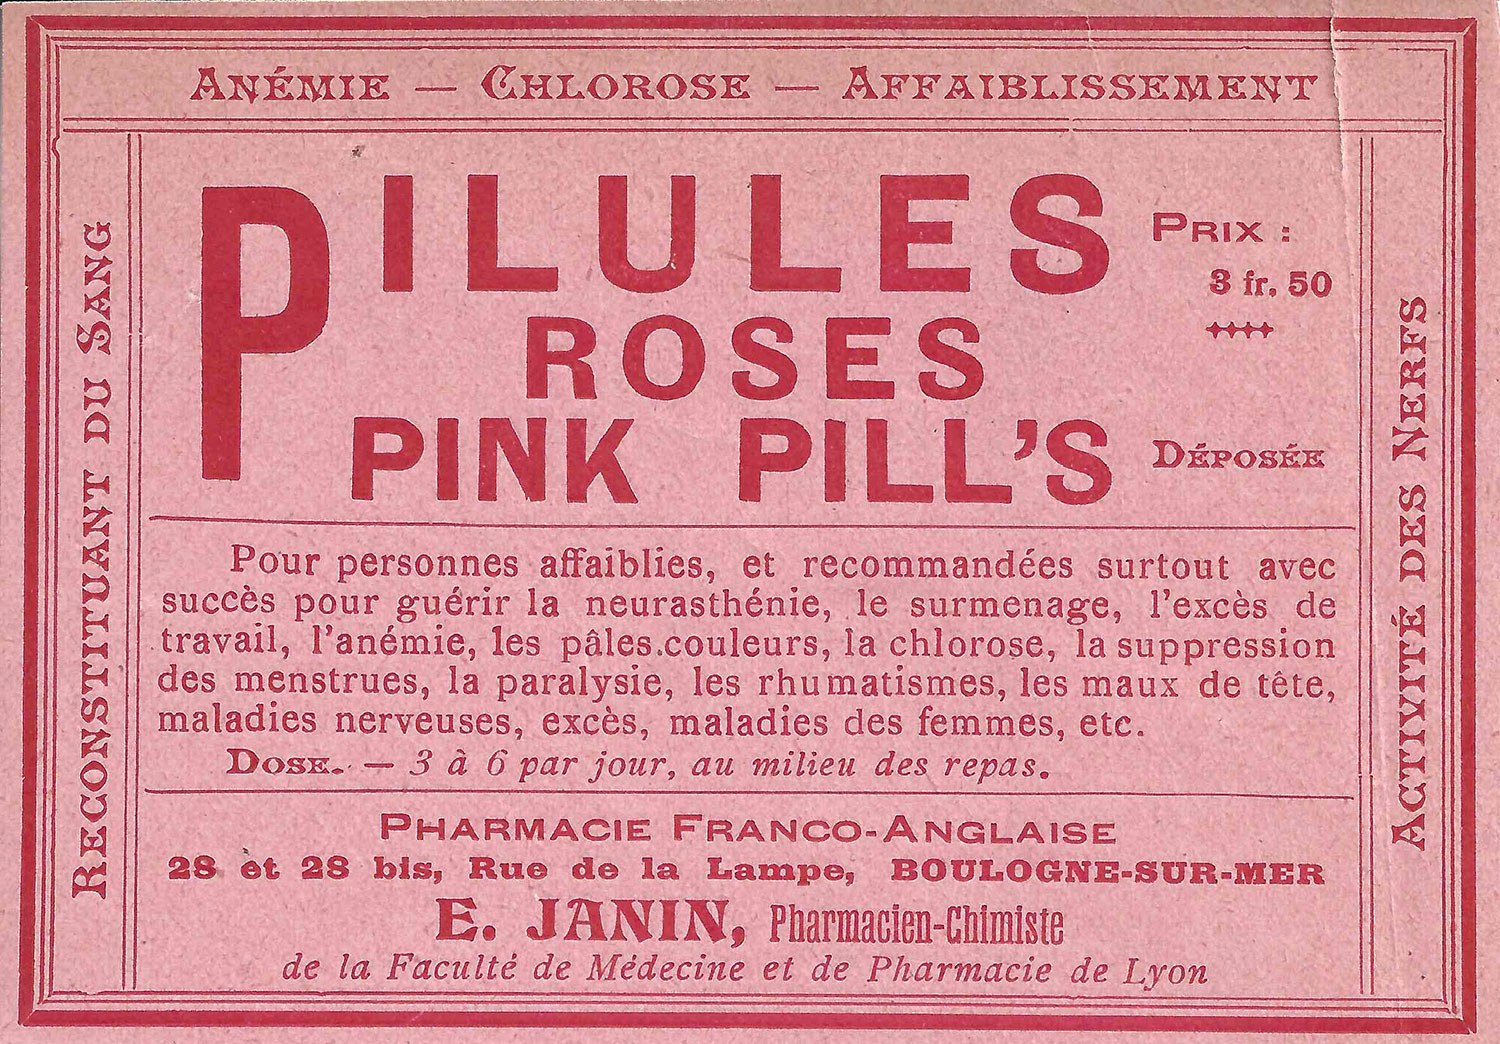 ANÉMIE — CHLOROSE — AFFAIBLISSEMENT
RECONSTITUANT DU SANG
PILULES
ROSES
PINK PILL'S
PRIX :
3 fr. 50
DÉPOSÉE
ACTIVITÉ DES NERFS
Pour personnes affaiblies, et recommandées surtout avec
succès pour guérir la neurasthénie, le surmenage, l'excès de
travail, l'anémie, les pâles couleurs, la chlorose, la suppression
des menstrues, la paralysie, les rhumatismes, les maux de tête,
maladies nerveuses, excès, maladies des femmes, etc.
DOSE. — 3 à 6 par jour, au milieu des repas.
PHARMACIE FRANCO-ANGLAISE
28 et 28 bis, Rue de la Lampe, BOULOGNE-SUR-MER
E. JANIN, Pharmacien-Chimiste
de la Faculté de Médecine et de Pharmacie de Lyon